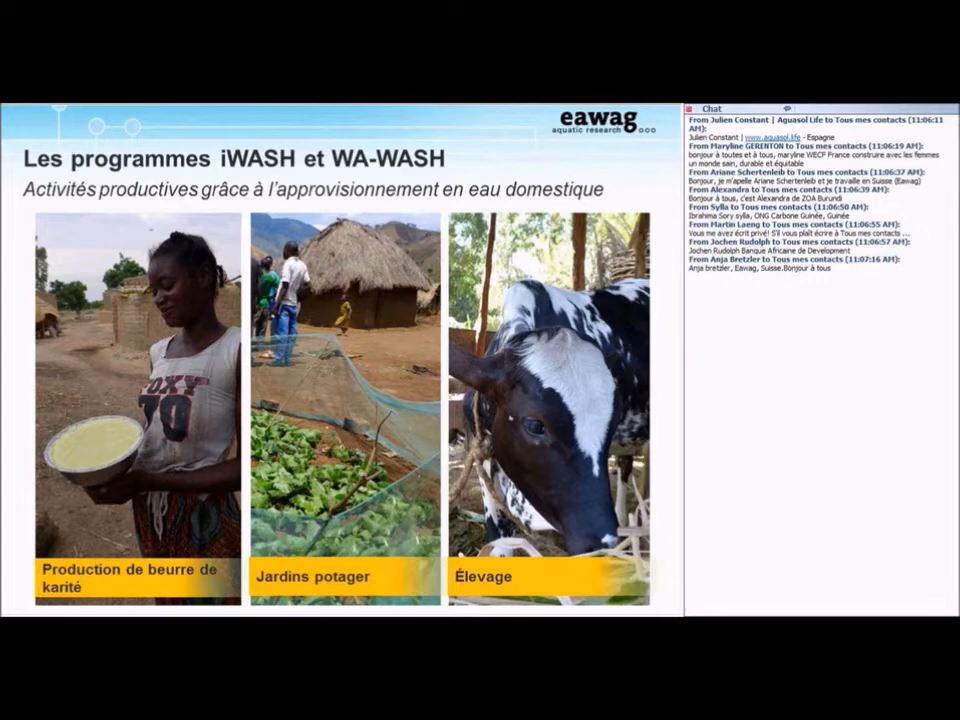 eawag
aquatic research
Les programmes iWASH et WA-WASH
Activités productives grâce à l'approvisionnement en eau domestique
FOXY
70
Production de beurre de
karité
Jardins potager
Élevage
Chat
From Julien Constant | Aguasol Life to Tous mes contacts (11:06:11
AM):
Julien Constant | www.aguasol.life - Espagne
From Maryline GERENTON to Tous mes contacts (11:06:19 AM):
bonjour à toutes et à tous, maryline WECF France construire avec les femmes
un monde sain, durable et équitable
From Ariane Schertenleib to Tous mes contacts (11:06:37 AM):
Bonjour, je m'apelle Ariane Schertenleib et je travaille en Suisse (Eawag)
From Alexandra to Tous mes contacts (11:06:39 AM):
Bonjour à tous, c'est Alexandra de ZOA Burundi
From Sylla to Tous mes contacts (11:06:50 AM):
Ibrahima Sory sylla, ONG Carbone Guinée, Guinée
From Martin Laeng to Tous mes contacts (11:06:55 AM):
Vous me avez écrit privé! S'il vous plaît écrire à Tous mes contacts ...
From Jochen Rudolph to Tous mes contacts (11:06:57 AM):
Jochen Rudolph Banque Africaine de Development
From Anja Bretzler to Tous mes contacts (11:07:16 AM):
Anja bretzler, Eawag, Suisse.Bonjour à tous